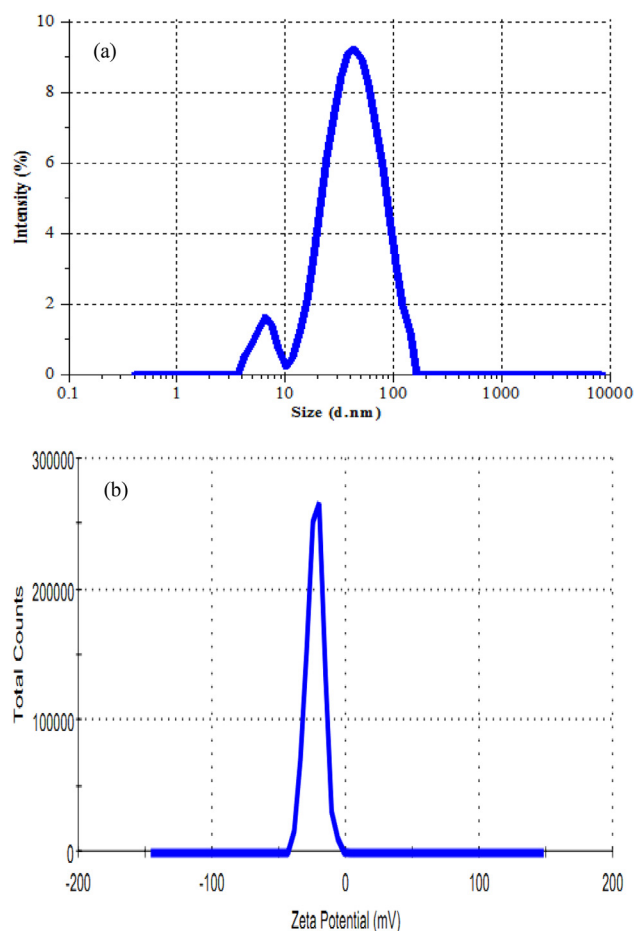 (a)
10
8
6
4
2
0
Intensity (%)
0.1 1 10 100 1000 10000
Size (d.nm)
(b)
300000
200000
100000
0
Total Counts
-200 -100 0 100 200
Zeta Potential (mV)